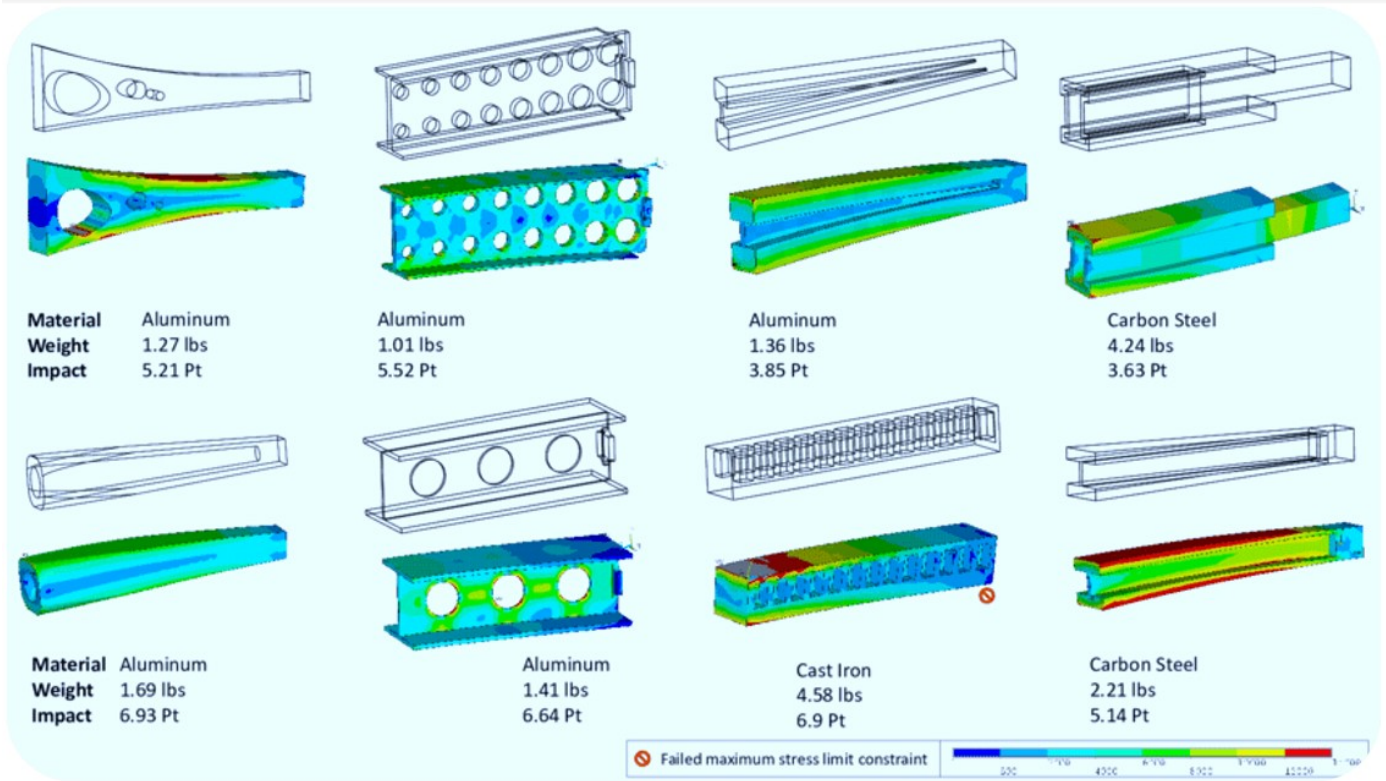 Material Aluminum Aluminum Aluminum Carbon Steel
Weight 1.27 lbs 1.01 lbs 1.36 lbs 4.24 lbs
Impact 5.21 Pt 5.52 Pt 3.85 Pt 3.63 Pt
Material Aluminum Aluminum Cast Iron Carbon Steel
Weight 1.69 lbs 1.41 lbs 4.58 lbs 2.21 lbs
Impact 6.93 Pt 6.64 Pt 6.9 Pt 5.14 Pt
Failed maximum stress limit constraint